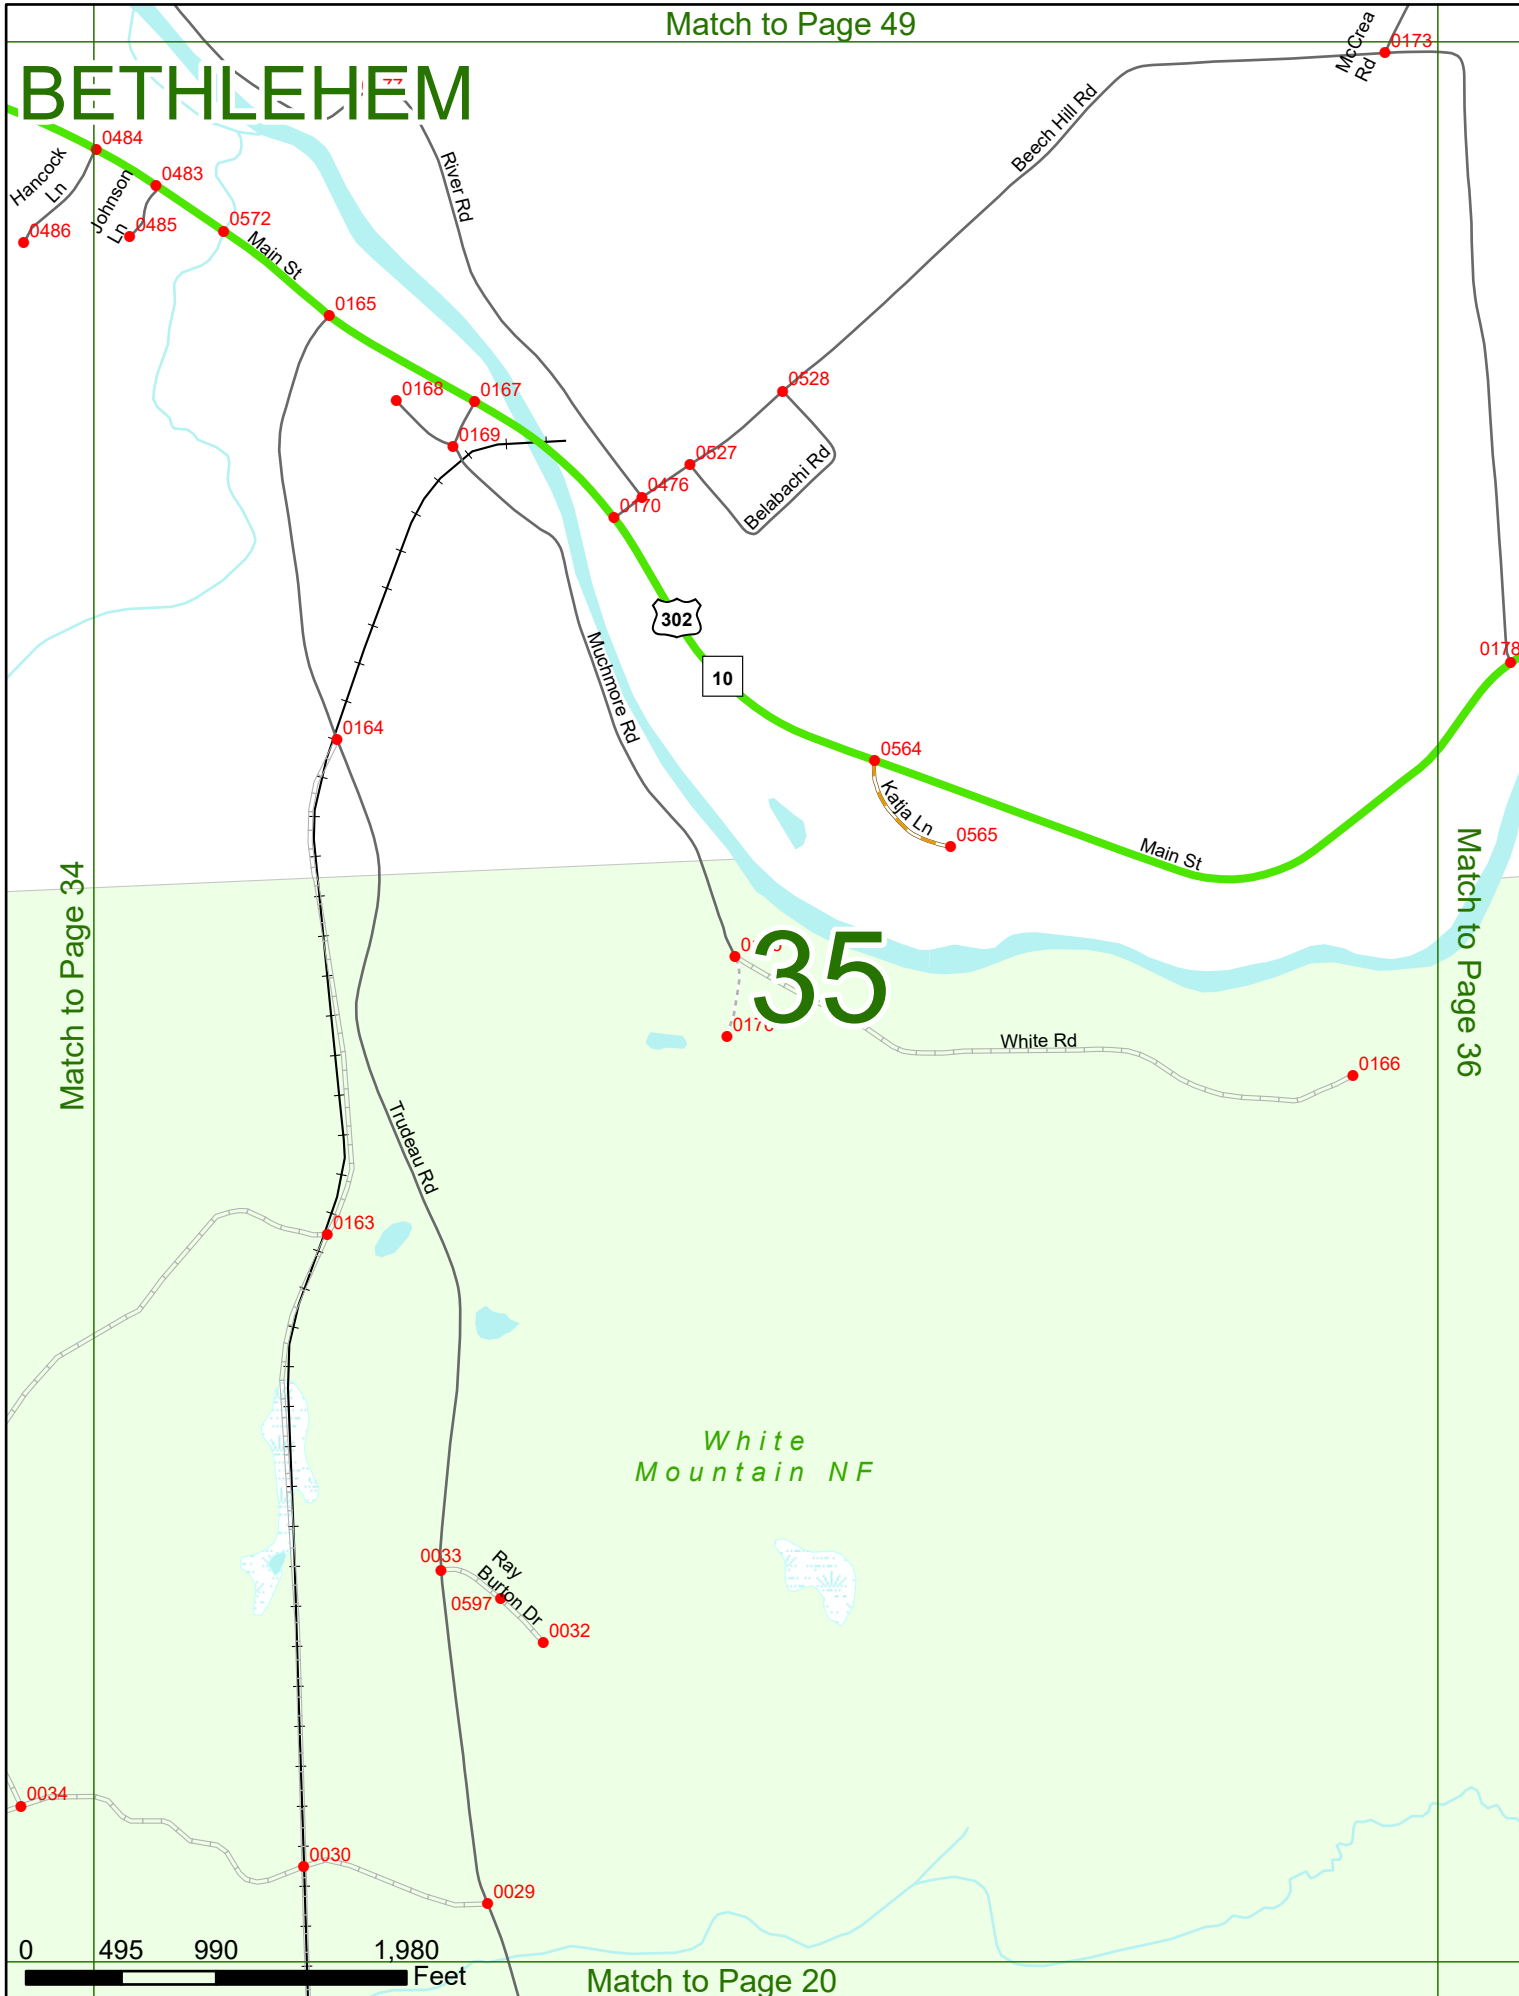 Match to Page 49
BETHLEHEM
McCrea
Rd
0173
Beech Hill Rd
0484
Hancock
Ln
0483
Johnson
Ln
0486
0485
0572
Main St
River Rd
0165
0168
0167
0169
0528
0527
0476
0170
Belabachi Rd
302
10
Muchmore Rd
0178
0164
0564
Katja Ln
0565
Main St
Match to Page 34
Match to Page 36
35
White Rd
0166
Trudeau Rd
0163
White
Mountain NF
0033
Ray
Burton Dr
0597
0032
0034
0030
0029
0 495 990 1,980
Feet
Match to Page 20